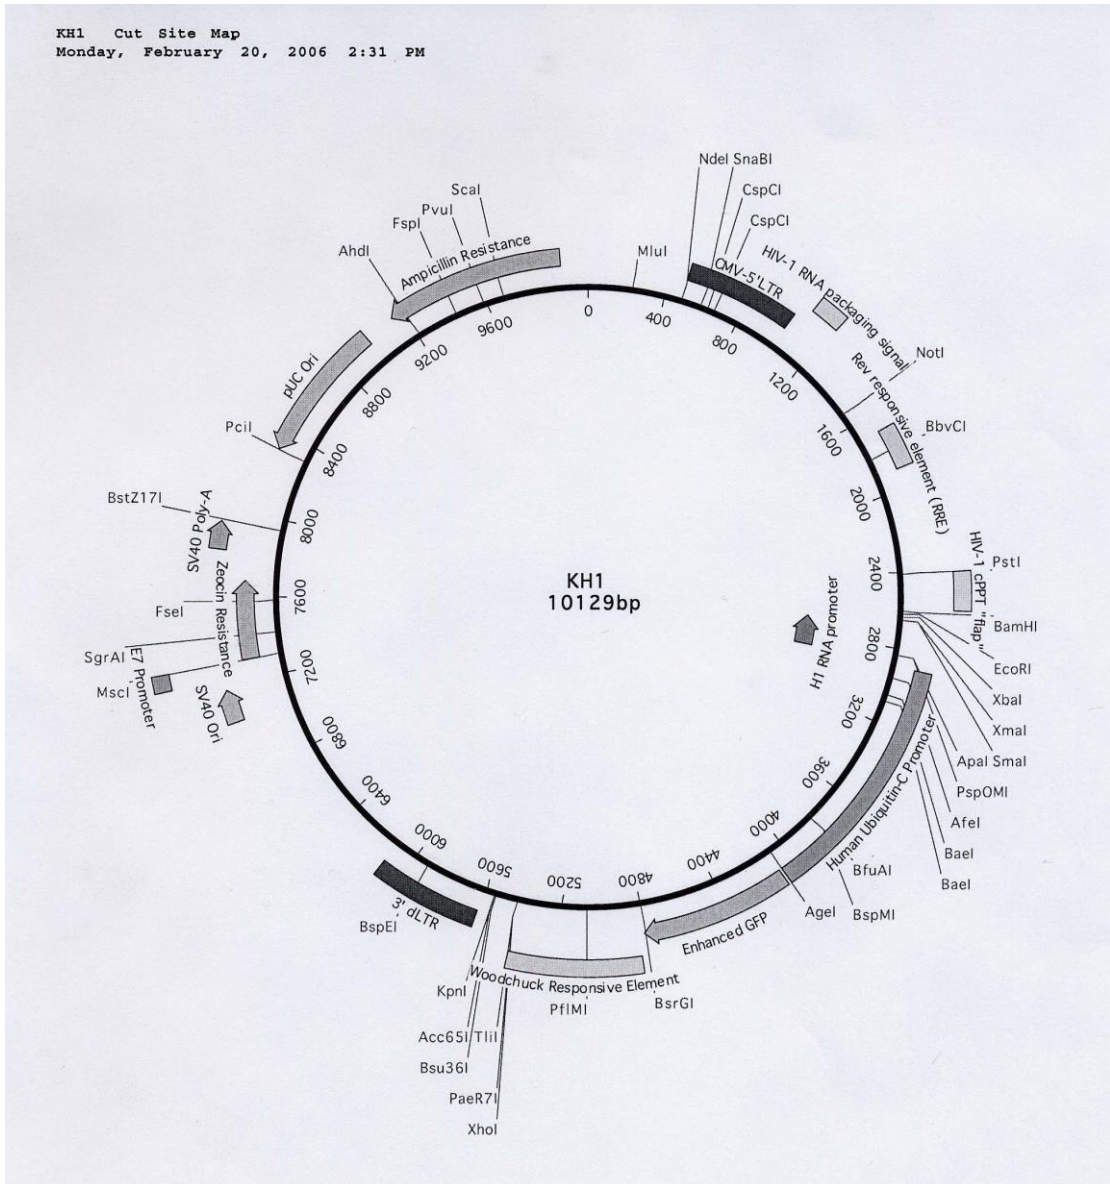 KH1 Cut Site Map
Monday, February 20, 2006 2:31 PM
NdeI SnaBI
CspCI
CspCI
MluI
CMV-5'LTR
HIV-1 RNA packaging signal
NotI
Rev responsive element (RRE)
BbvCI
PstI
HIV-1 cPPT "flap"
BamHI
EcoRI
XbaI
XmaI
ApaI SmaI
PspOMI
AfeI
BaeI
BaeI
Human Ubiquitin-C Promoter
BfuAI
BspMI
AgeI
Enhanced GFP
BsrGI
Woodchuck Responsive Element
PflMI
KpnI
Acc65I TliI
Bsu36I
PaeR7I
XhoI
3' dLTR
BspEI
SV40 Ori
E7 Promoter
MscI
SgrAI
Zeocin Resistance
FseI
SV40 Poly-A
BstZ17I
PciI
pUC Ori
AhdI
Ampicillin Resistance
FspI
PvuI
ScaI
0
400
800
1200
1600
2000
2400
2800
3200
3600
4000
4400
4800
5200
5600
6000
6400
6800
7200
7600
8000
8400
8800
9200
9600
H1 RNA promoter
KH1
10129bp